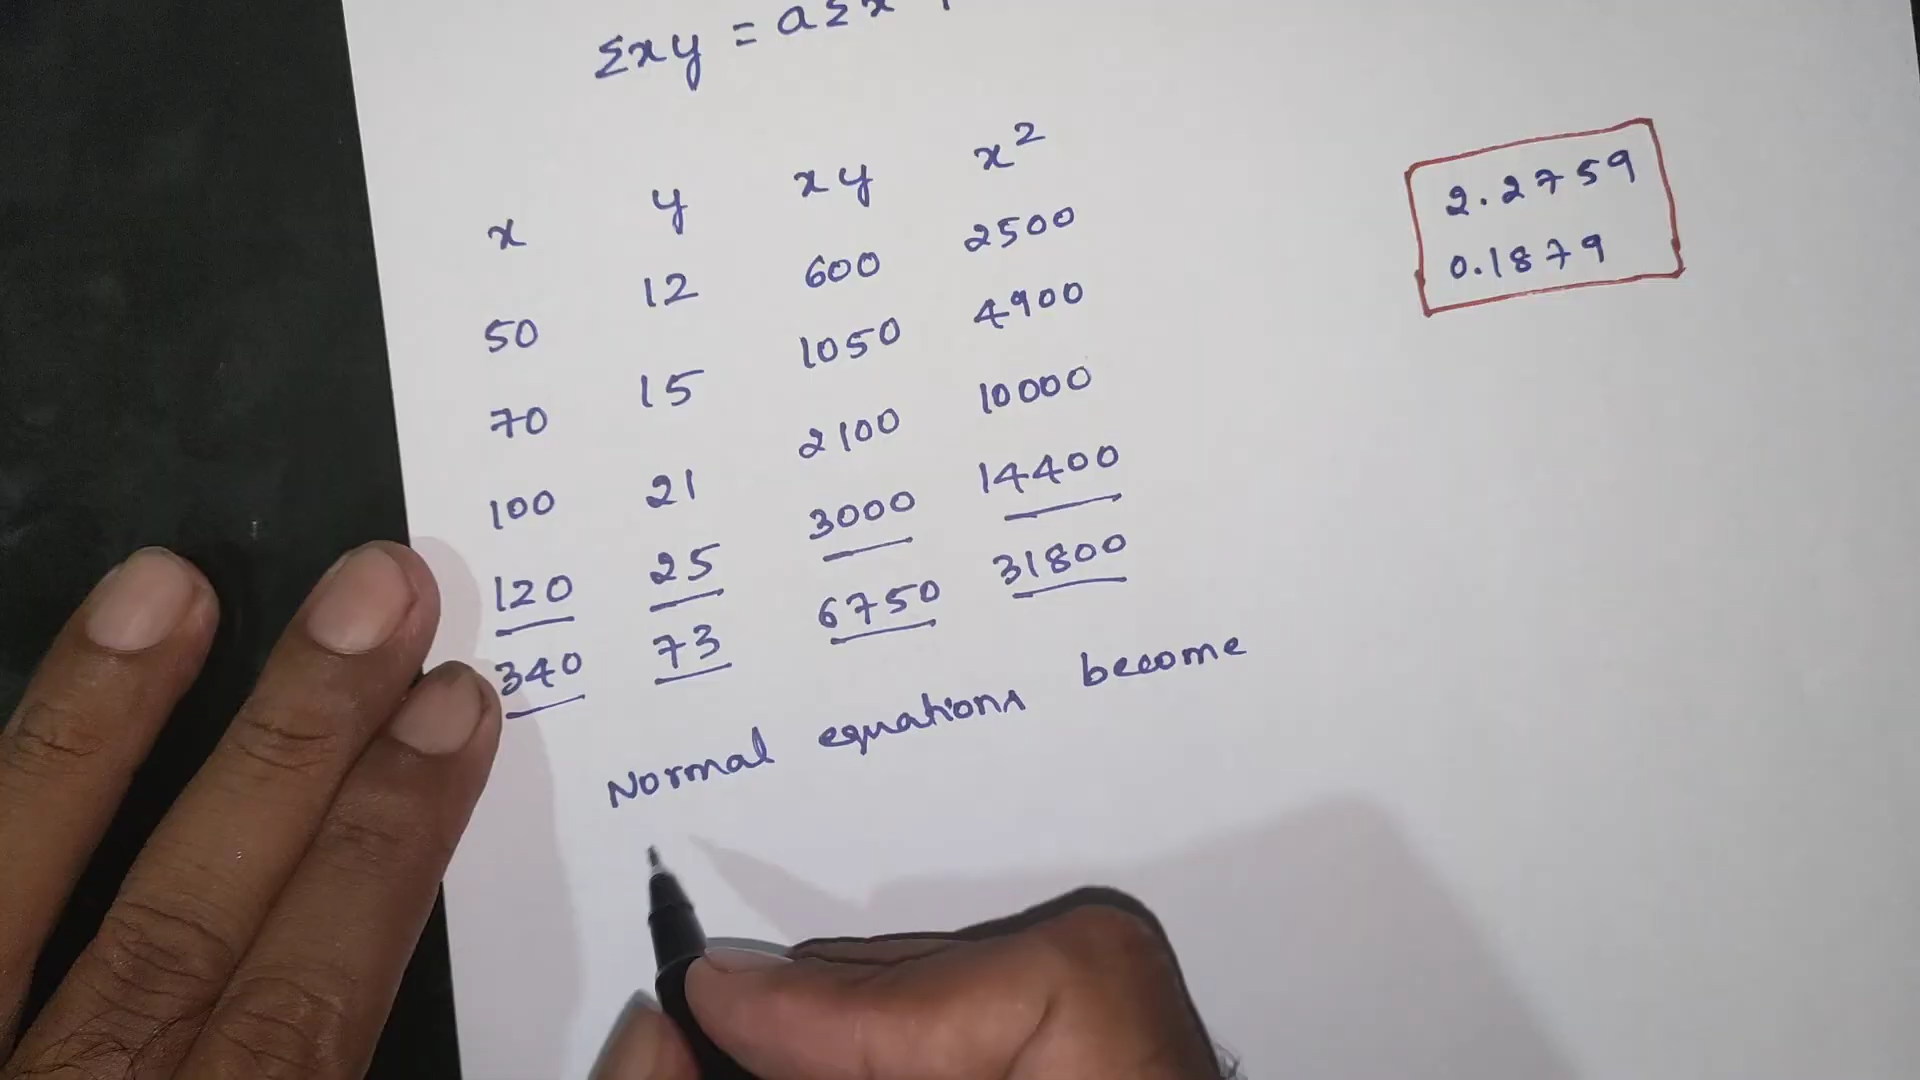 Σxy = aΣx
x y xy x²
50 12 600 2500
70 15 1050 4900
100 21 2100 10000
120 25 3000 14400
340 73 6750 31800
Normal equations become
2.2759
0.1879